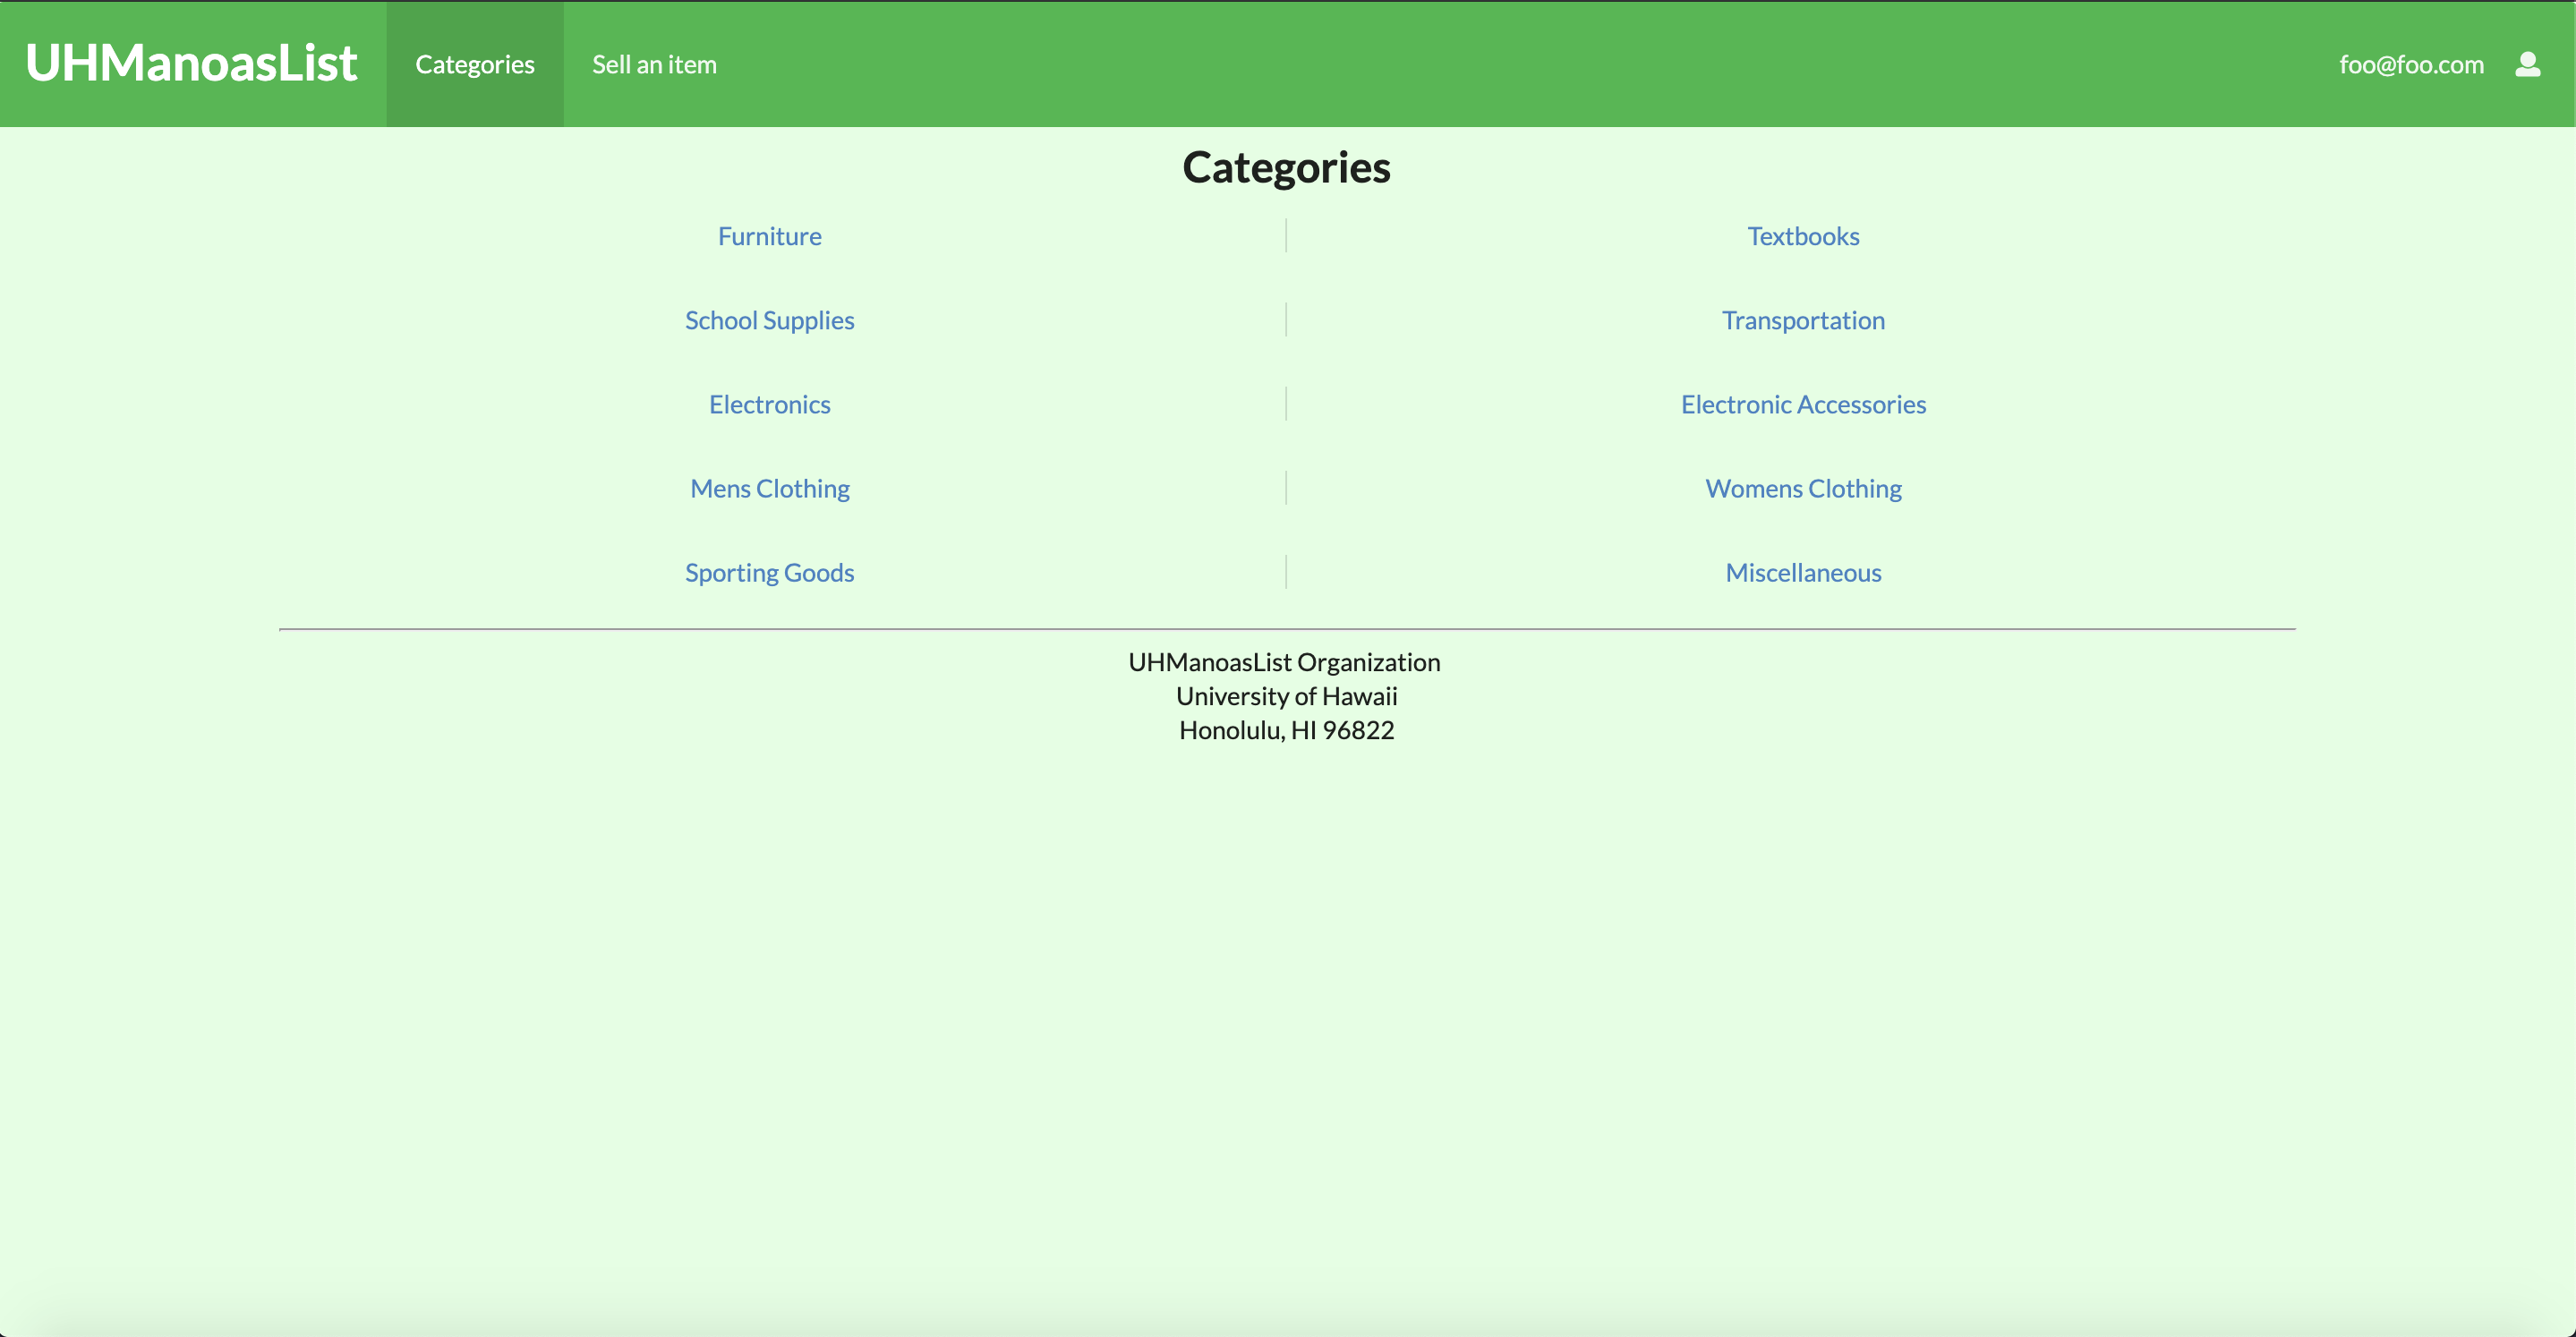 UHManoasList Categories Sell an item foo@foo.com
Categories
Furniture Textbooks
School Supplies Transportation
Electronics Electronic Accessories
Mens Clothing Womens Clothing
Sporting Goods Miscellaneous
UHManoasList Organization
University of Hawaii
Honolulu, HI 96822